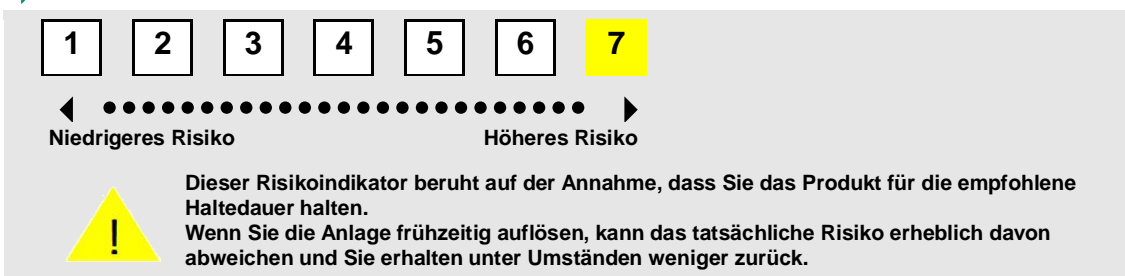 1 2 3 4 5 6 7
Niedrigeres Risiko Höheres Risiko
Dieser Risikoindikator beruht auf der Annahme, dass Sie das Produkt für die empfohlene
Haltedauer halten.
! Wenn Sie die Anlage frühzeitig auflösen, kann das tatsächliche Risiko erheblich davon
abweichen und Sie erhalten unter Umständen weniger zurück.